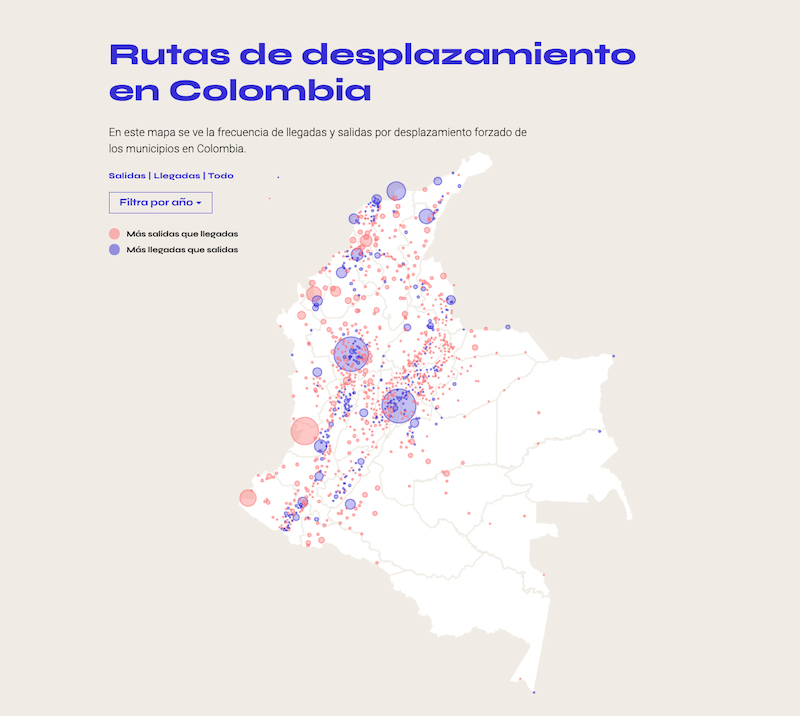 Rutas de desplazamiento
en Colombia
En este mapa se ve la frecuencia de llegadas y salidas por desplazamiento forzado de
los municipios en Colombia.
Salidas | Llegadas | Todo
Filtra por año
Más salidas que llegadas
Más llegadas que salidas